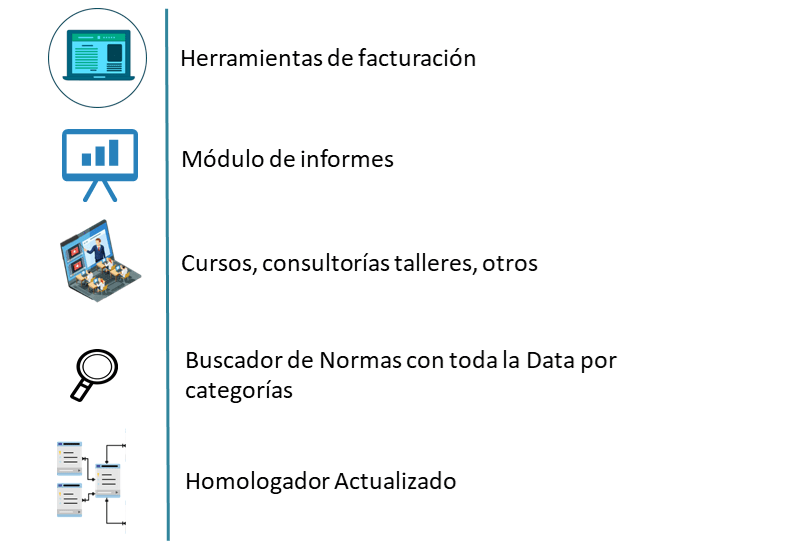 Herramientas de facturación
Módulo de informes
Cursos, consultorías talleres, otros
Buscador de Normas con toda la Data por
categorías
Homologador Actualizado